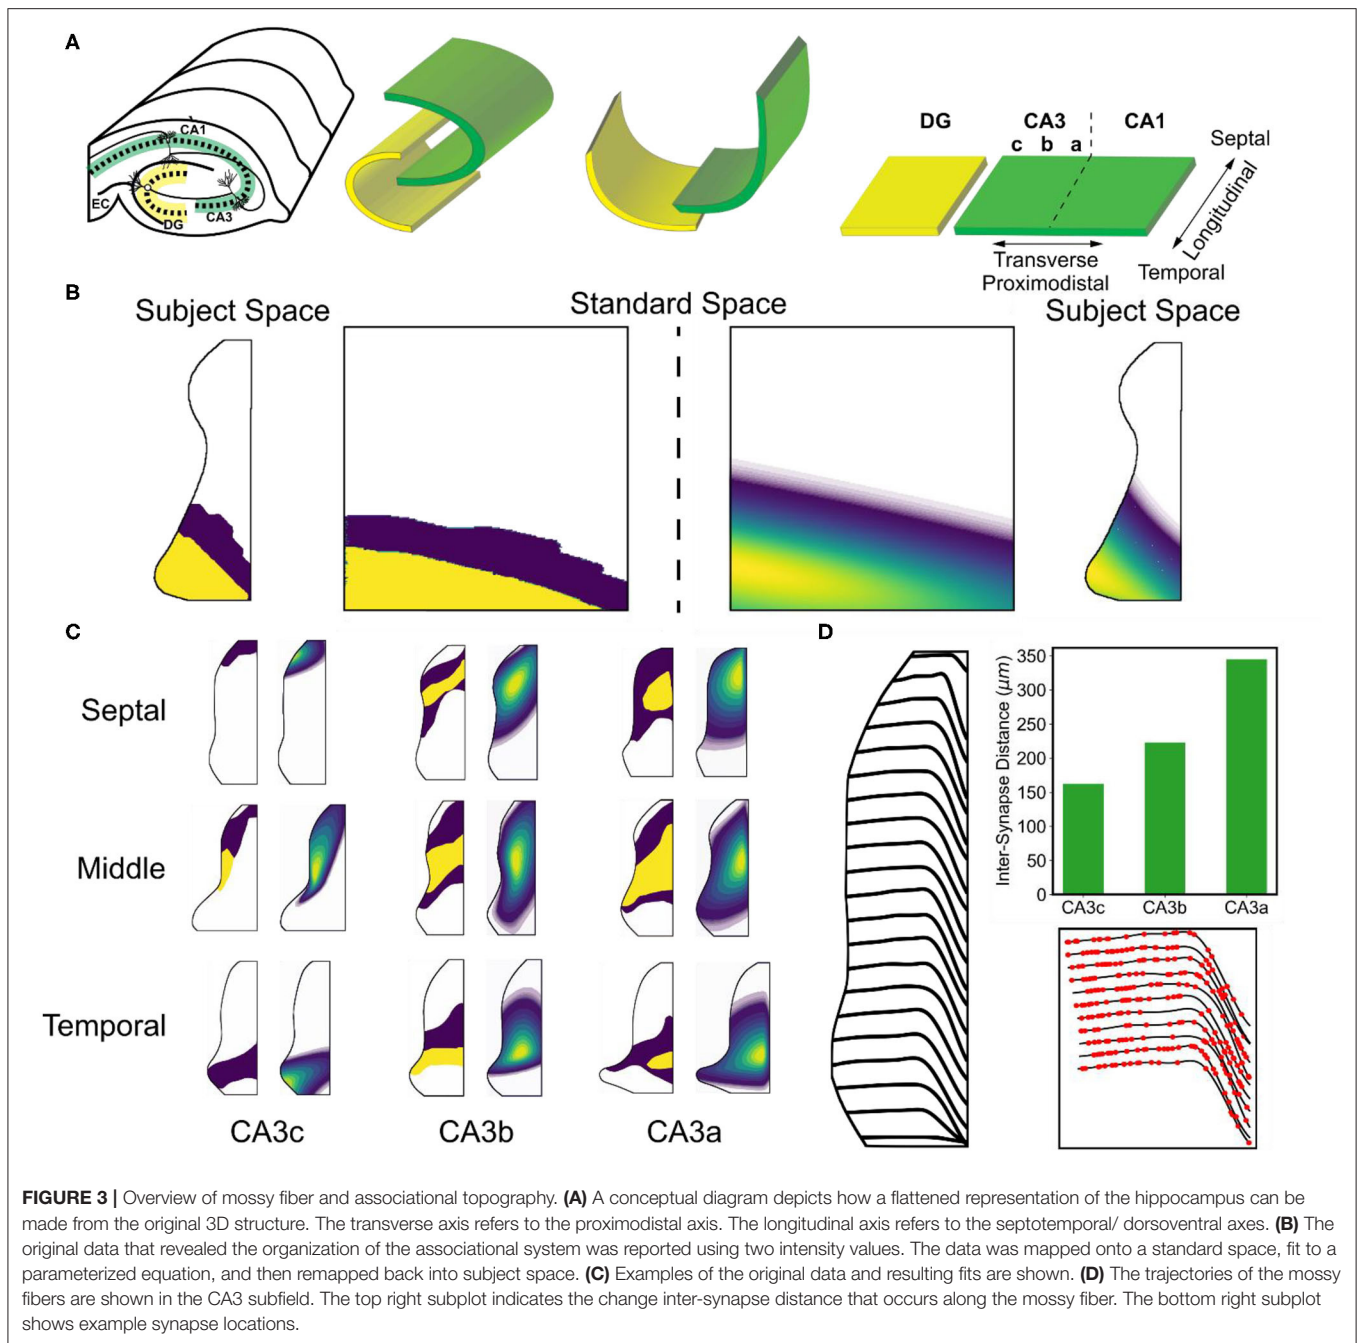 A
CA1
EC
CA3
DG
DG
CA3
CA1
c b a
Septal
Longitudinal
Transverse
Proximodistal
Temporal
B
Subject Space
Standard Space
Subject Space
C
Septal
Middle
Temporal
CA3c
CA3b
CA3a
D
Inter-Synapse Distance (μm)
350
300
250
200
150
100
50
0
CA3c
CA3b
CA3a
FIGURE 3 | Overview of mossy fiber and associational topography. (A) A conceptual diagram depicts how a flattened representation of the hippocampus can be
made from the original 3D structure. The transverse axis refers to the proximodistal axis. The longitudinal axis refers to the septotemporal/ dorsoventral axes. (B) The
original data that revealed the organization of the associational system was reported using two intensity values. The data was mapped onto a standard space, fit to a
parameterized equation, and then remapped back into subject space. (C) Examples of the original data and resulting fits are shown. (D) The trajectories of the mossy
fibers are shown in the CA3 subfield. The top right subplot indicates the change inter-synapse distance that occurs along the mossy fiber. The bottom right subplot
shows example synapse locations.